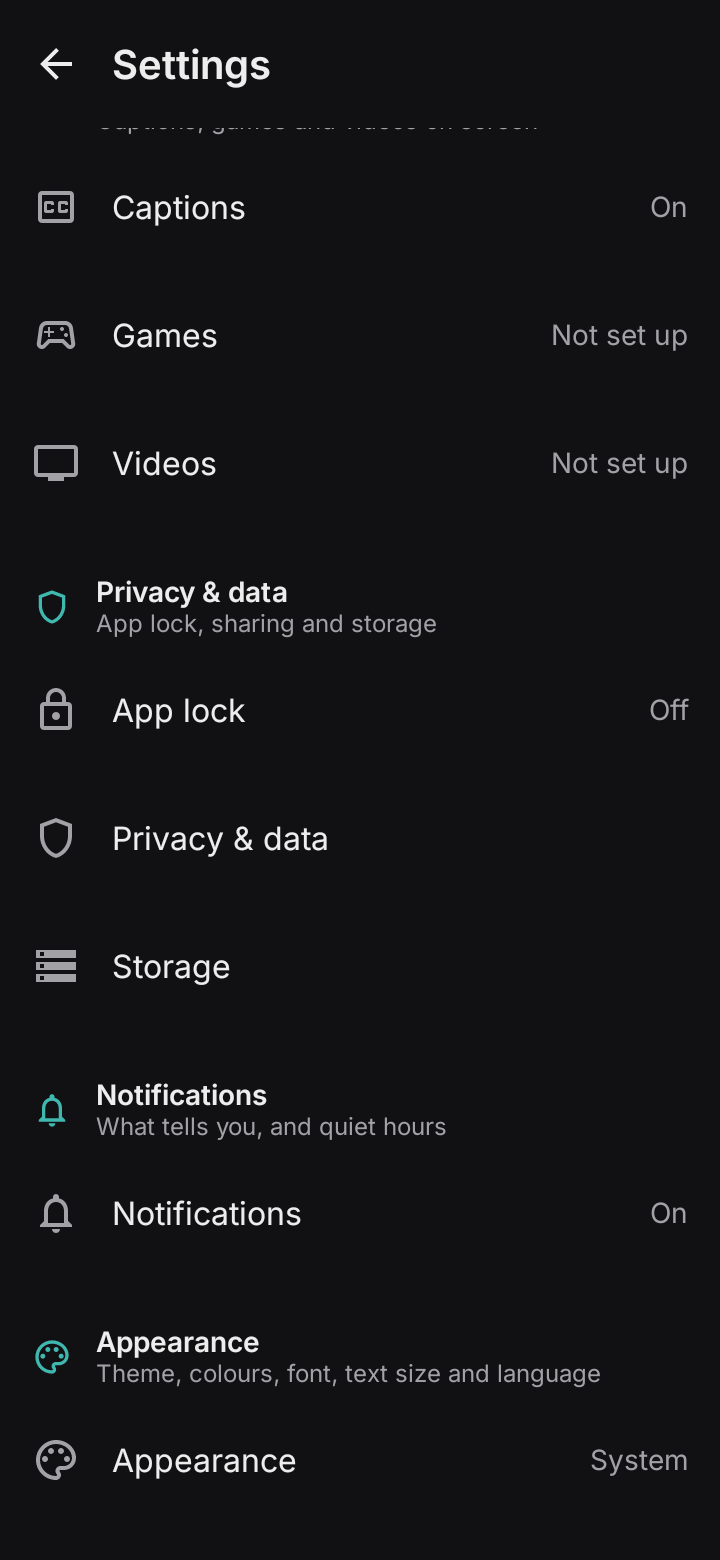 Settings
Captions
On
Games
Not set up
Videos
Not set up
Privacy & data
App lock, sharing and storage
App lock
Off
Privacy & data
Storage
Notifications
What tells you, and quiet hours
Notifications
On
Appearance
Theme, colours, font, text size and language
Appearance
System